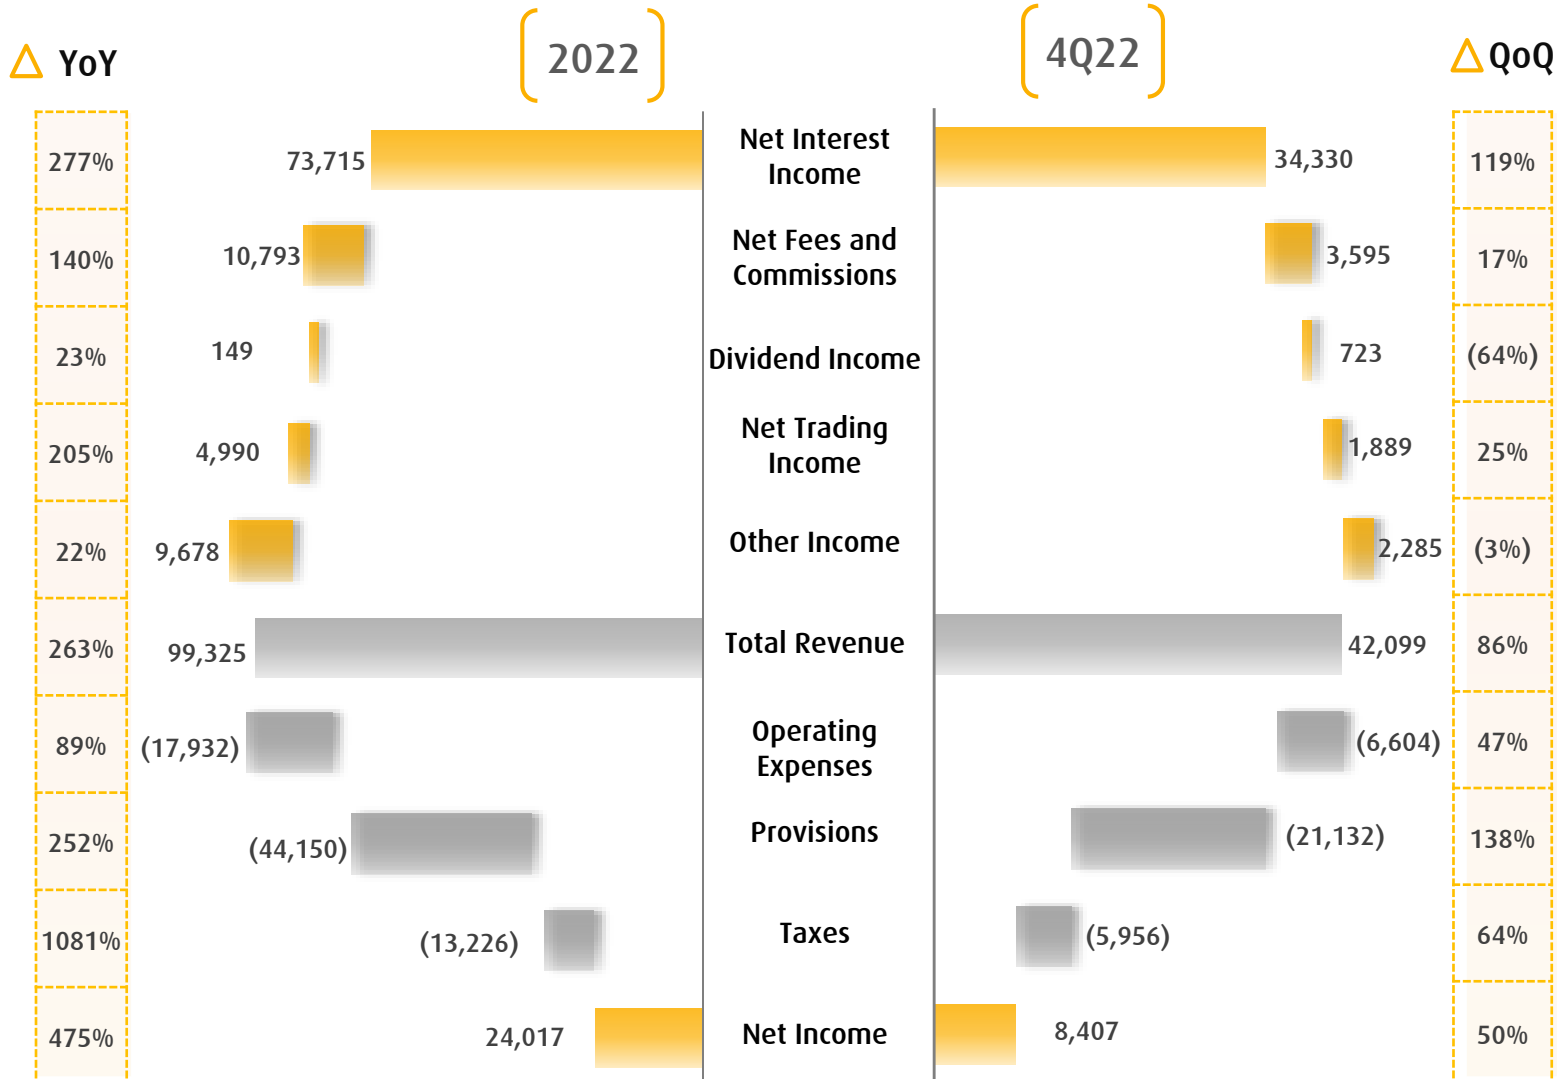 △ YoY
2022
4Q22
△ QoQ
277%
73,715
Net Interest
Income
34,330
119%
140%
10,793
Net Fees and
Commissions
3,595
17%
23%
149
Dividend Income
723
(64%)
205%
4,990
Net Trading
Income
1,889
25%
22%
9,678
Other Income
2,285
(3%)
263%
99,325
Total Revenue
42,099
86%
89%
(17,932)
Operating
Expenses
(6,604)
47%
252%
(44,150)
Provisions
(21,132)
138%
1081%
(13,226)
Taxes
(5,956)
64%
475%
24,017
Net Income
8,407
50%